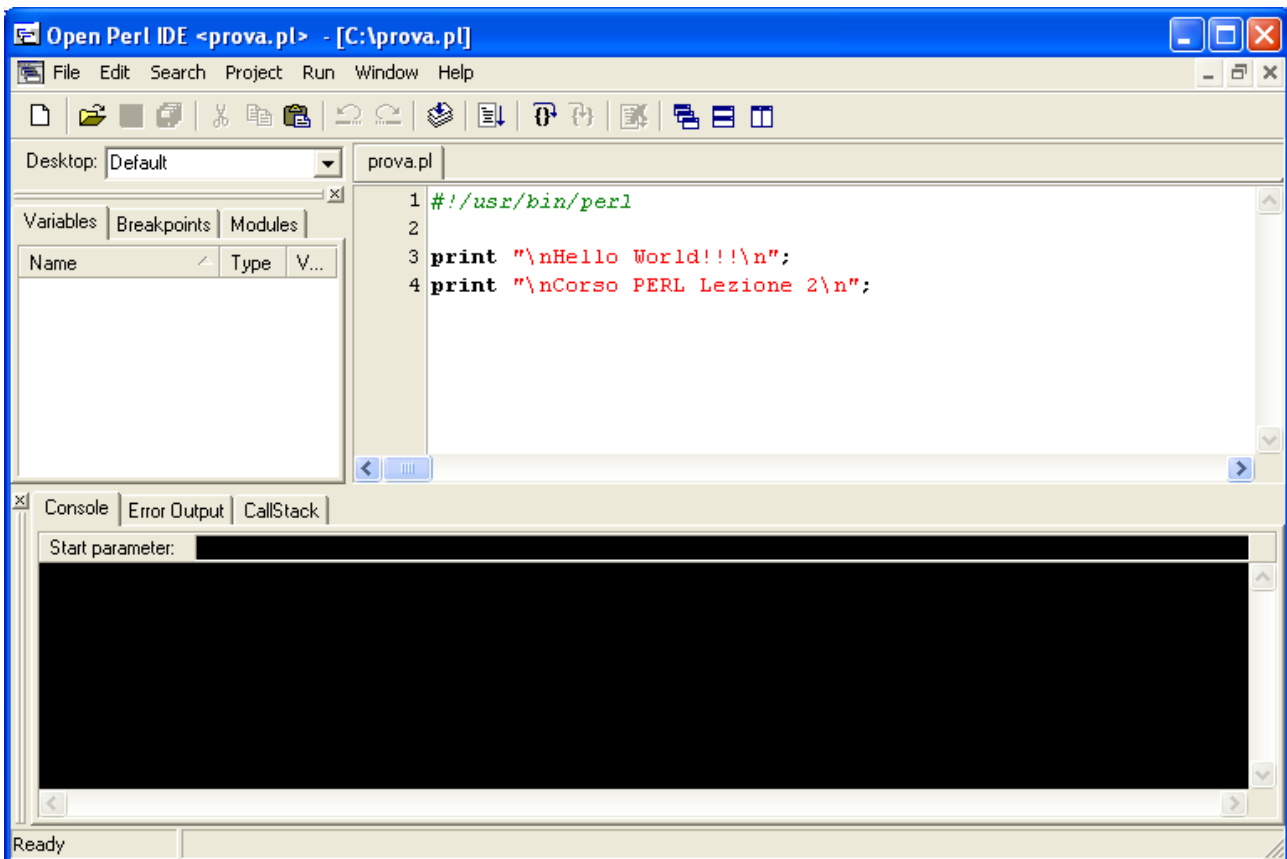 Open Perl IDE <prova.pl> - [C:\prova.pl]
File Edit Search Project Run Window Help
Desktop: Default
prova.pl
Variables Breakpoints Modules
Name Type V...
1 #!/usr/bin/perl
2
3 print "\nHello World!!!\n";
4 print "\nCorso PERL Lezione 2\n";
Console Error Output CallStack
Start parameter:
Ready